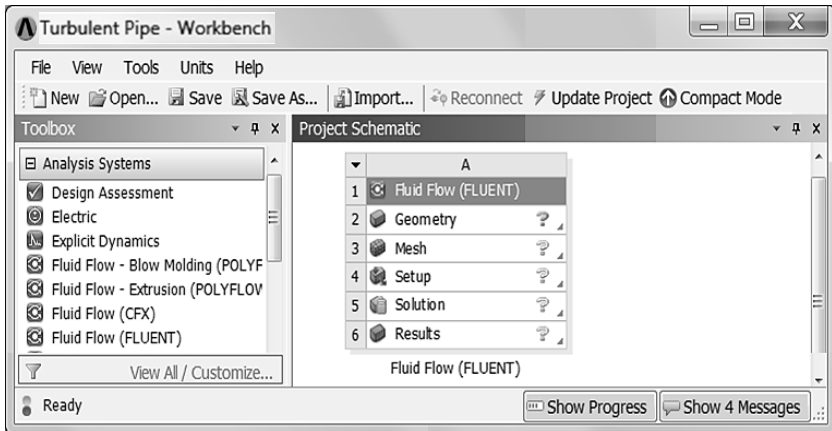 Turbulent Pipe - Workbench
File View Tools Units Help
New Open... Save Save As... Import... Reconnect Update Project Compact Mode
Toolbox
Project Schematic
Analysis Systems
Design Assessment
Electric
Explicit Dynamics
Fluid Flow - Blow Molding (POLYF
Fluid Flow - Extrusion (POLYFLOW
Fluid Flow (CFX)
Fluid Flow (FLUENT)
View All / Customize...
A
1 Fluid Flow (FLUENT)
2 Geometry ?
3 Mesh ?
4 Setup ?
5 Solution ?
6 Results ?
Fluid Flow (FLUENT)
Ready
Show Progress
Show 4 Messages